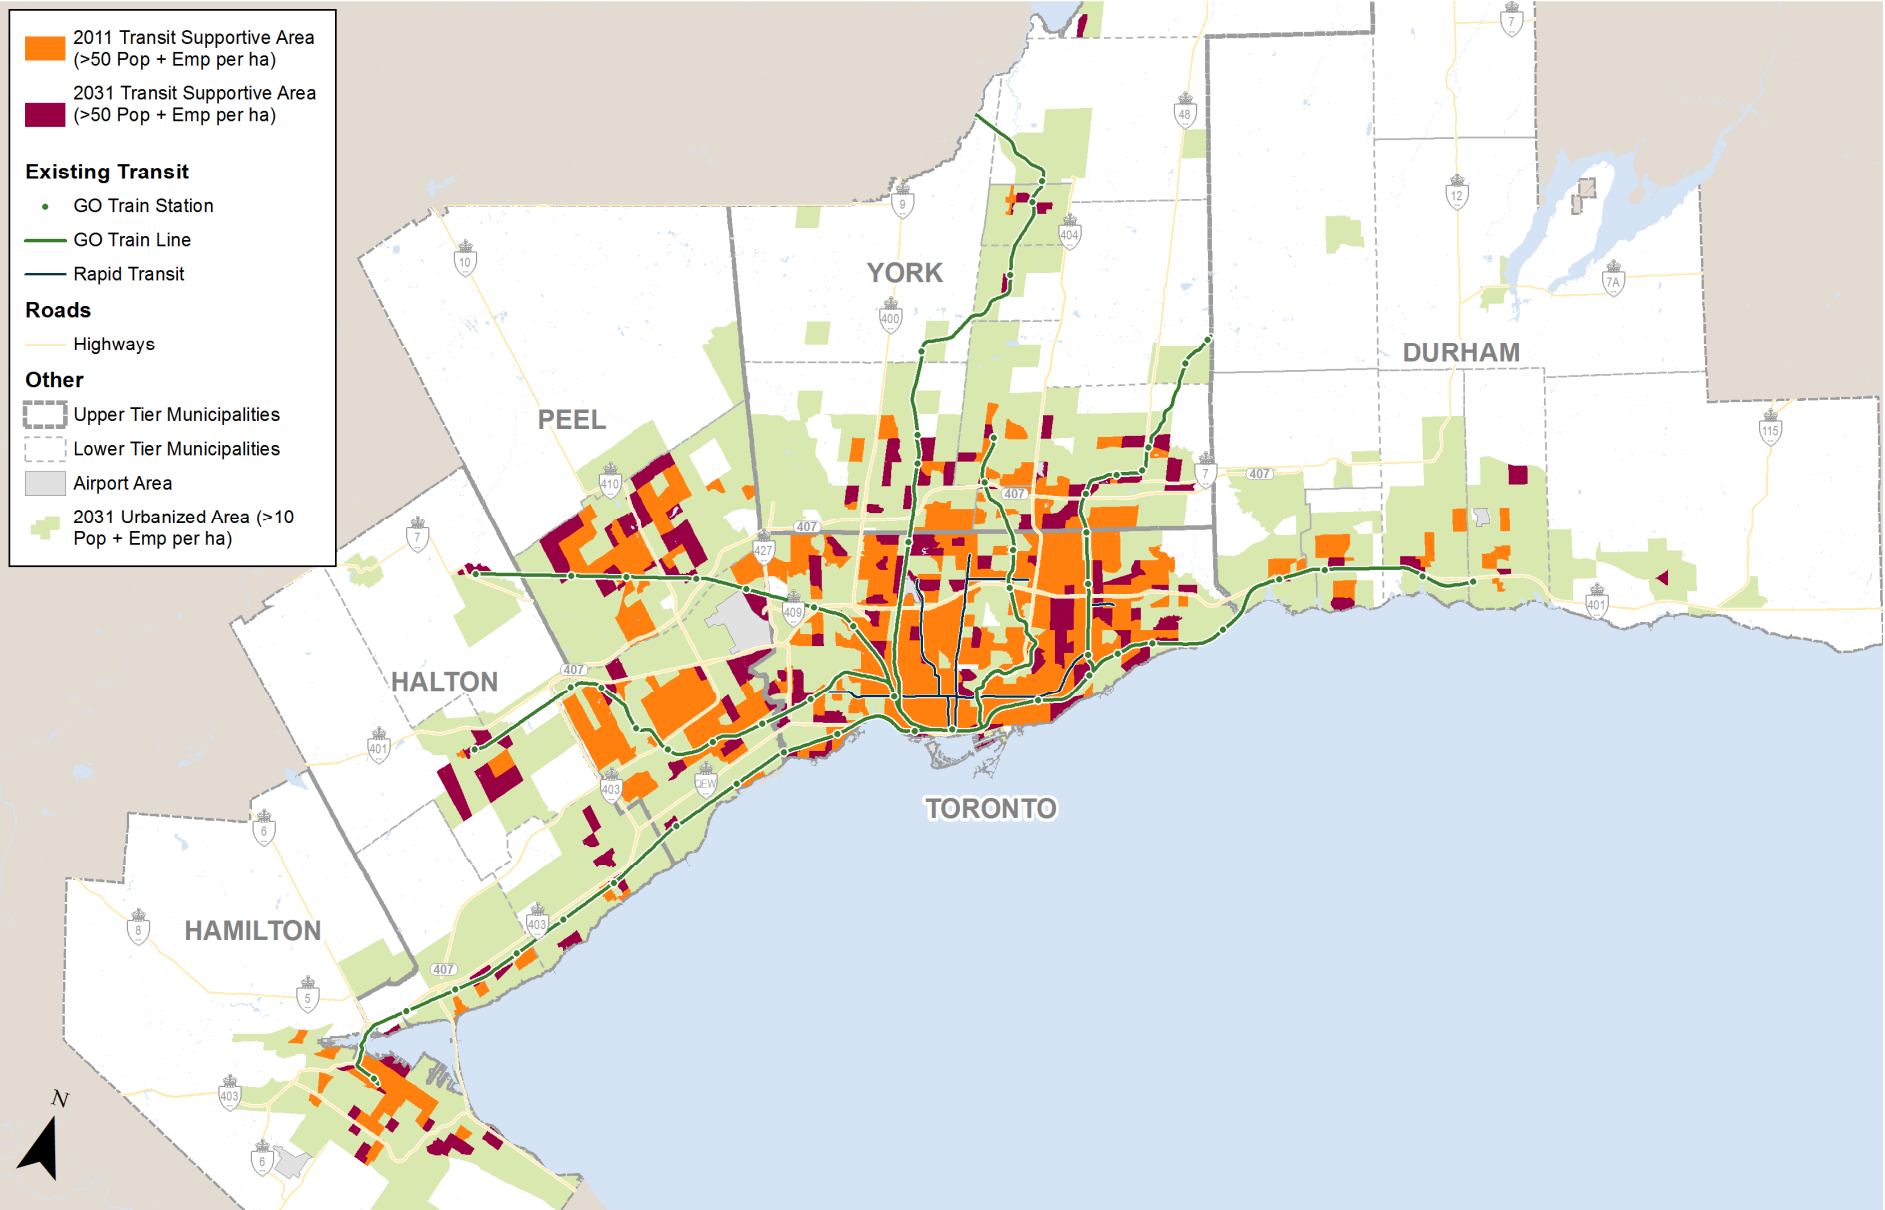 2011 Transit Supportive Area
(>50 Pop + Emp per ha)
2031 Transit Supportive Area
(>50 Pop + Emp per ha)
Existing Transit
GO Train Station
GO Train Line
Rapid Transit
Roads
Highways
Other
Upper Tier Municipalities
Lower Tier Municipalities
Airport Area
2031 Urbanized Area (>10
Pop + Emp per ha)
7
48
12
9
404
10
YORK
7A
400
DURHAM
PEEL
115
410
7
407
407
7
407
427
409
401
HALTON
407
401
403
QEW
TORONTO
6
403
8
HAMILTON
407
5
403
N
6